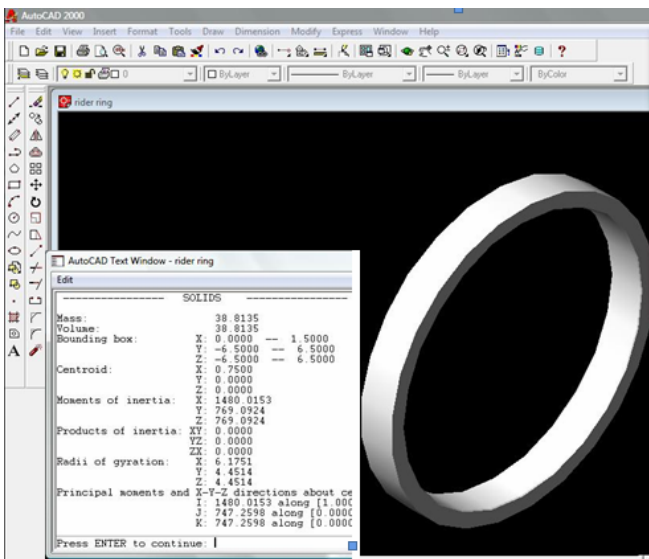 AutoCAD 2000
File Edit View Insert Format Tools Draw Dimension Modify Express Window Help
0 ByLayer ByLayer ByLayer ByColor
rider ring
AutoCAD Text Window - rider ring
Edit
---------------- SOLIDS ----------------
Mass: 38.8135
Volume: 38.8135
Bounding box: X: 0.0000 -- 1.5000
Y: -6.5000 -- 6.5000
Z: -6.5000 -- 6.5000
Centroid: X: 0.7500
Y: 0.0000
Z: 0.0000
Moments of inertia: X: 1480.0153
Y: 769.0924
Z: 769.0924
Products of inertia: XY: 0.0000
YZ: 0.0000
ZX: 0.0000
Radii of gyration: X: 6.1751
Y: 4.4514
Z: 4.4514
Principal moments and X-Y-Z directions about ce
I: 1480.0153 along [1.000
J: 747.2598 along [0.000
K: 747.2598 along [0.000
Press ENTER to continue: